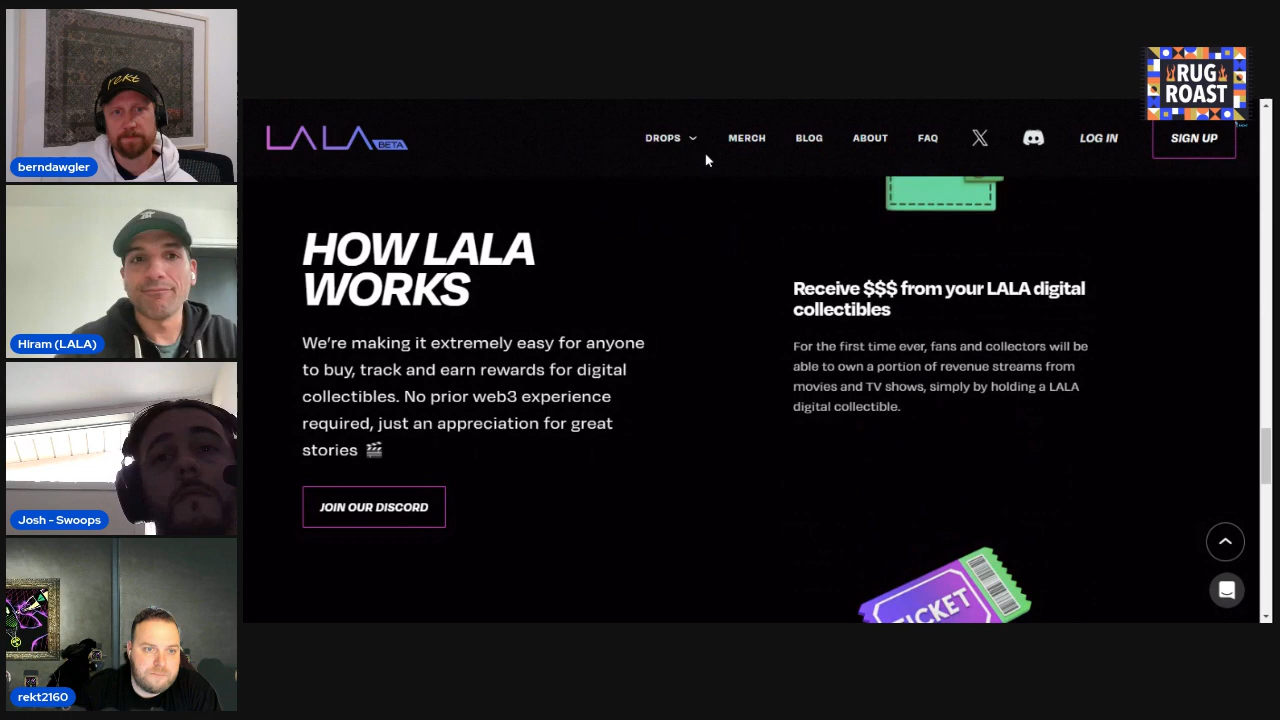 rekt
berndawgler
Hiram (LALA)
Josh - Swoops
rekt2160
RUG
ROAST
LALA BETA
DROPS MERCH BLOG ABOUT FAQ LOG IN SIGN UP
HOW LALA
WORKS
We’re making it extremely easy for anyone
to buy, track and earn rewards for digital
collectibles. No prior web3 experience
required, just an appreciation for great
stories 🎬
JOIN OUR DISCORD
Receive $$$ from your LALA digital
collectibles
For the first time ever, fans and collectors will be
able to own a portion of revenue streams from
movies and TV shows, simply by holding a LALA
digital collectible.
TICKET